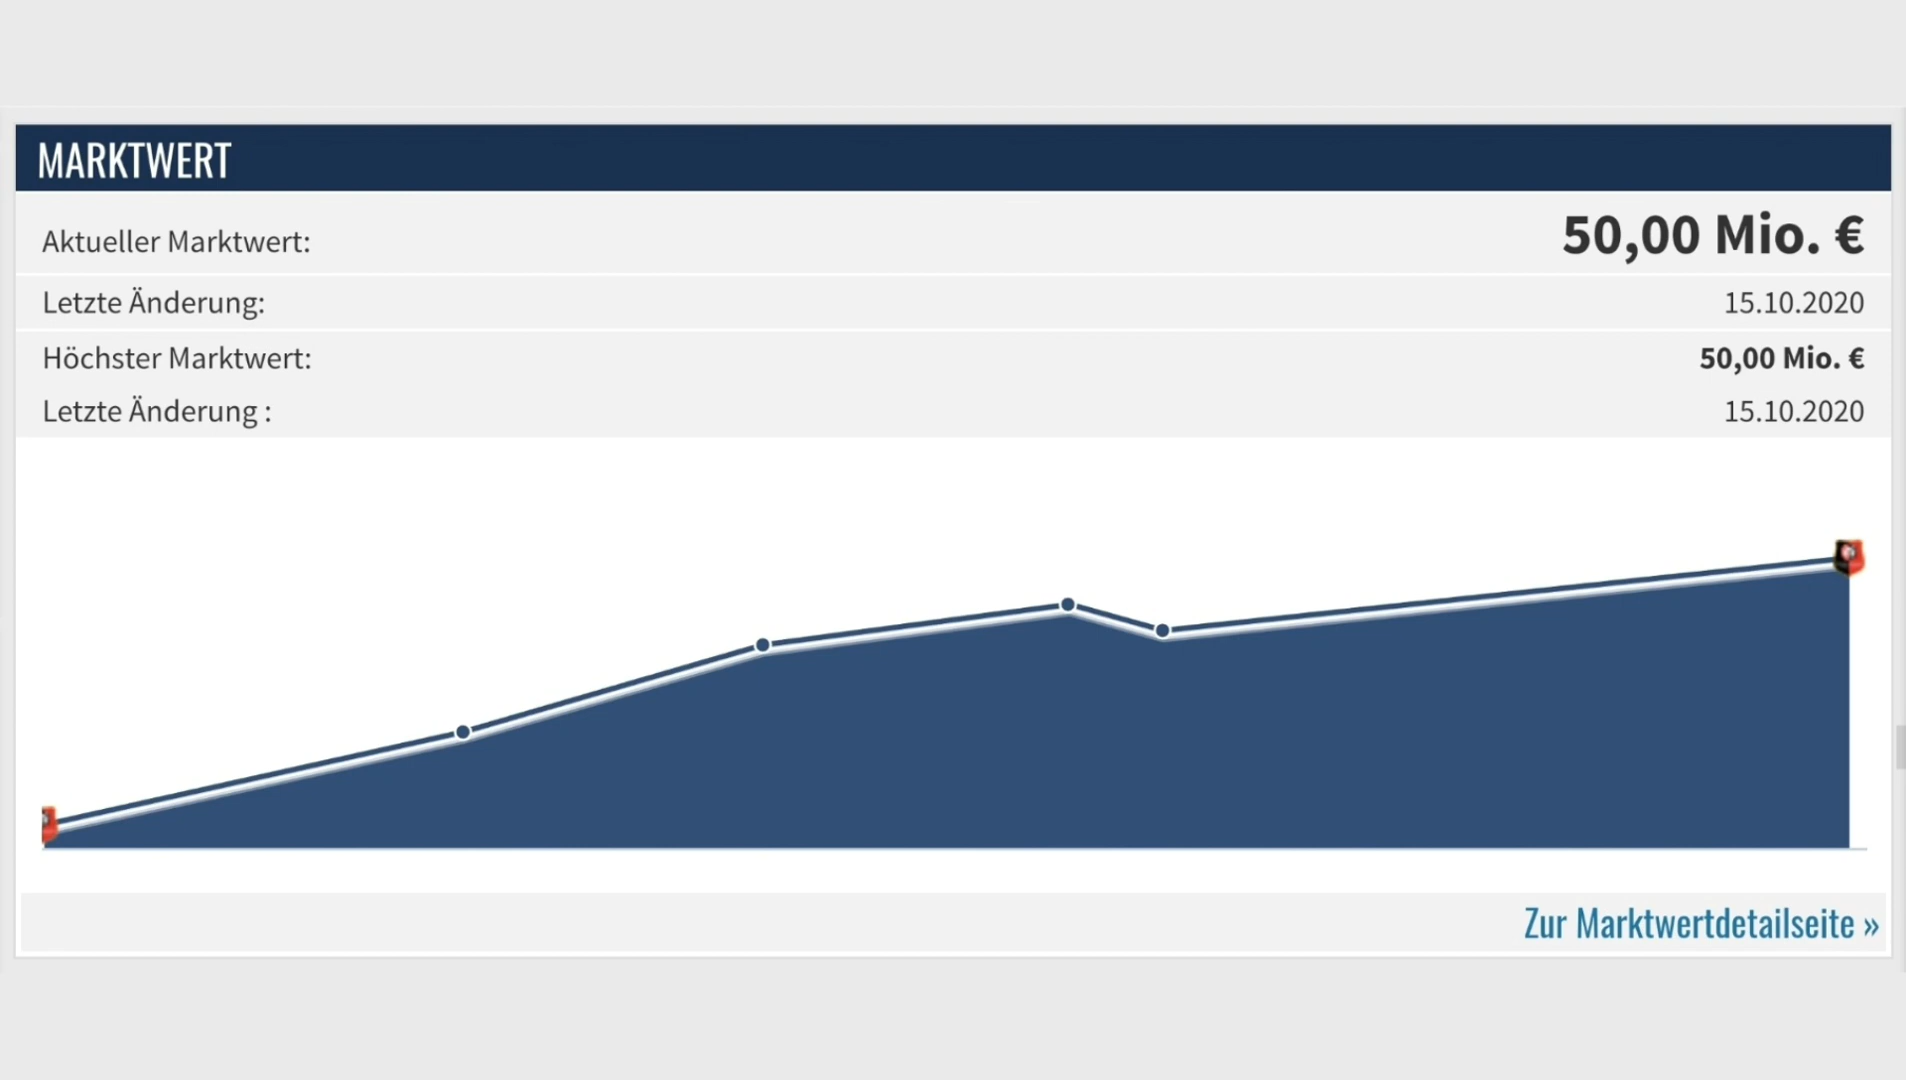 MARKTWERT
Aktueller Marktwert: 50,00 Mio. €
Letzte Änderung: 15.10.2020
Höchster Marktwert: 50,00 Mio. €
Letzte Änderung : 15.10.2020
Zur Marktwertdetailseite »